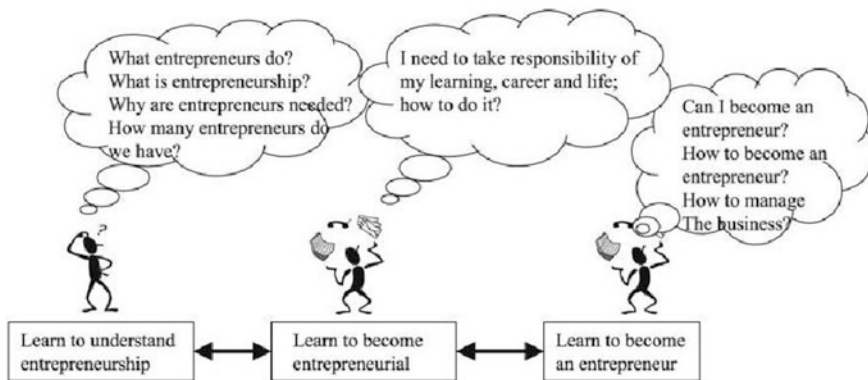 What entrepreneurs do?
What is entrepreneurship?
Why are entrepreneurs needed?
How many entrepreneurs do
we have?
I need to take responsibility of
my learning, career and life;
how to do it?
Can I become an
entrepreneur?
How to become an
entrepreneur?
How to manage
The business?
?
Learn to understand
entrepreneurship
Learn to become
entrepreneurial
Learn to become
an entrepreneur